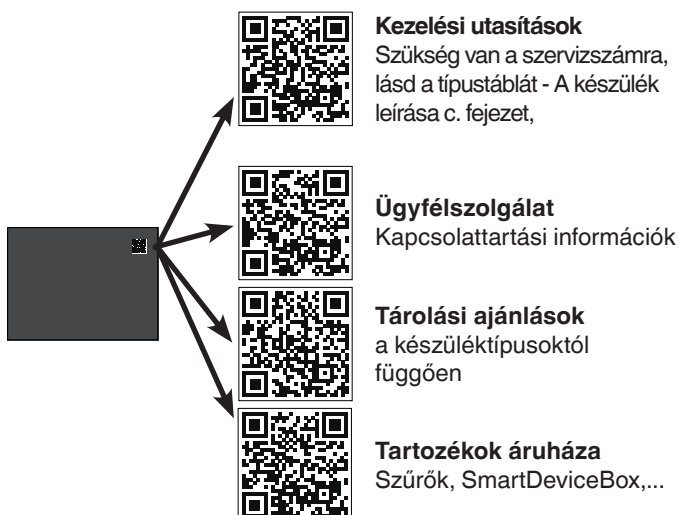 Kezelési utasítások
Szükség van a szervizszámra,
lásd a típustáblát - A készülék
leírása c. fejezet,
Ügyfélszolgálat
Kapcsolattartási információk
Tárolási ajánlások
a készüléktípusoktól
függően
Tartozékok áruháza
Szűrők, SmartDeviceBox,...